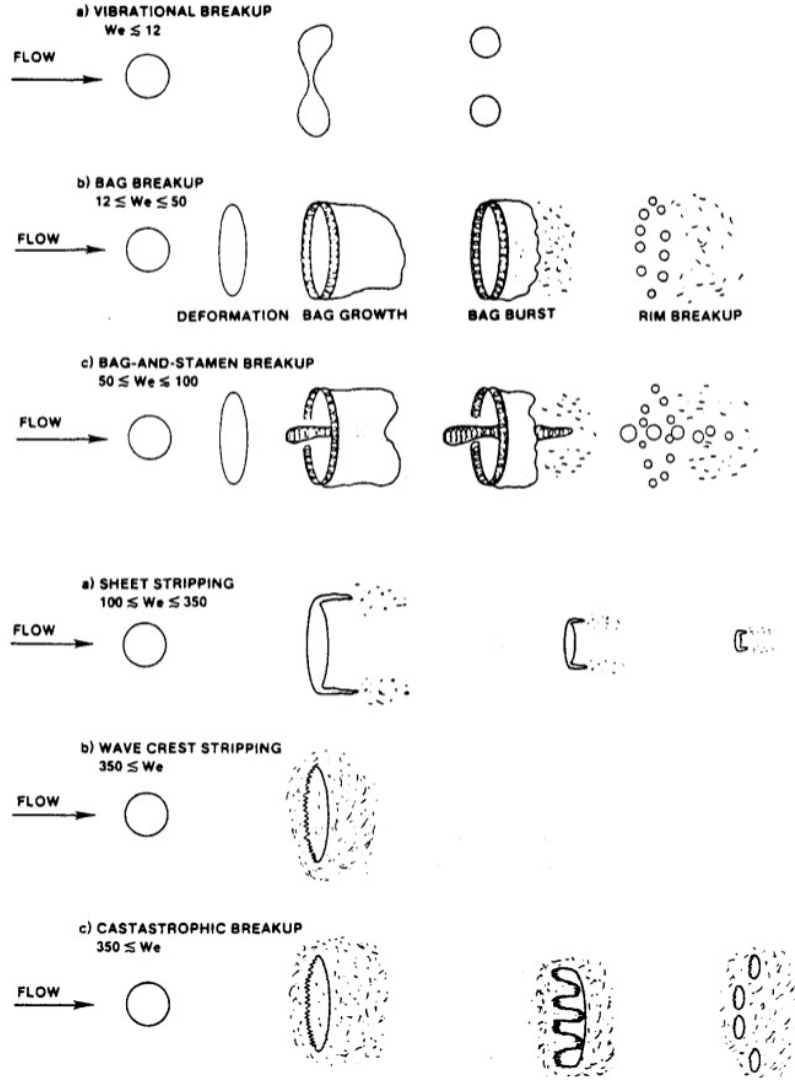 a) VIBRATIONAL BREAKUP
We ≤ 12
FLOW
b) BAG BREAKUP
12 ≤ We ≤ 50
FLOW
DEFORMATION BAG GROWTH BAG BURST RIM BREAKUP
c) BAG-AND-STAMEN BREAKUP
50 ≤ We ≤ 100
FLOW
a) SHEET STRIPPING
100 ≤ We ≤ 350
FLOW
b) WAVE CREST STRIPPING
350 ≤ We
FLOW
c) CASTASTROPHIC BREAKUP
350 ≤ We
FLOW